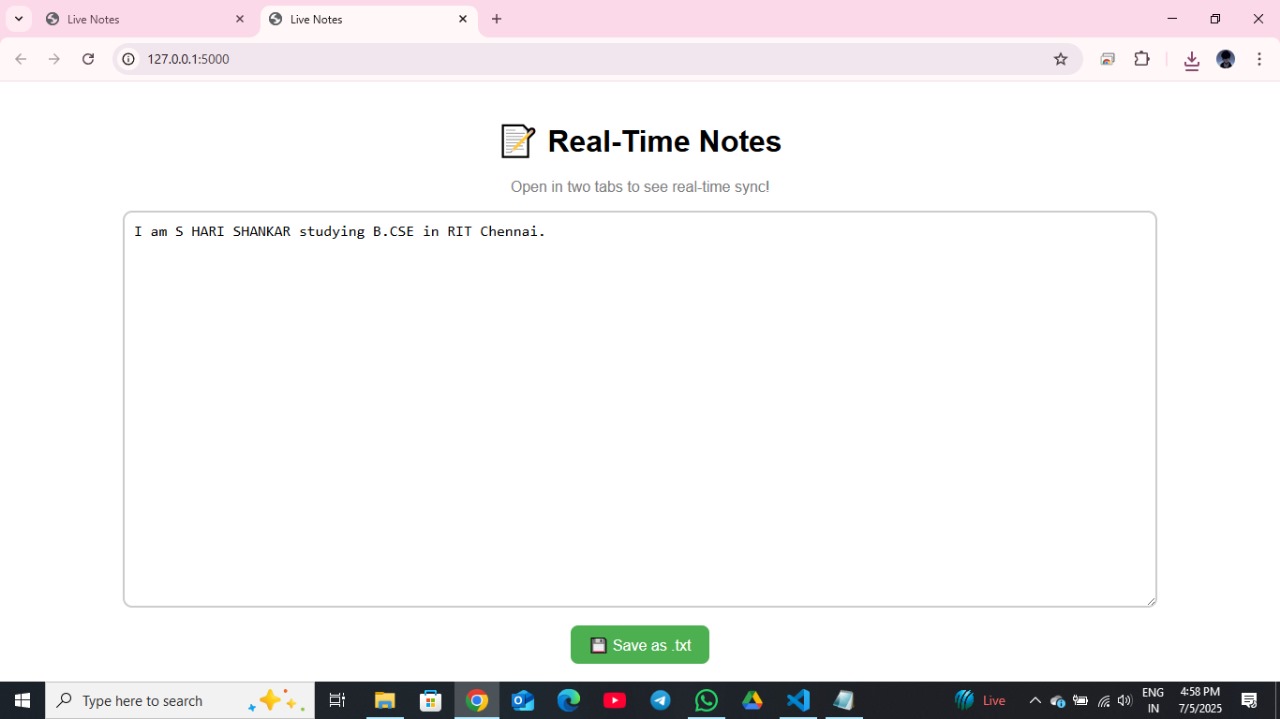 Live Notes
Live Notes
127.0.0.1:5000
Real-Time Notes
Open in two tabs to see real-time sync!
I am S HARI SHANKAR studying B.CSE in RIT Chennai.
Save as .txt
Type here to search
Live
ENG
IN
4:58 PM
7/5/2025